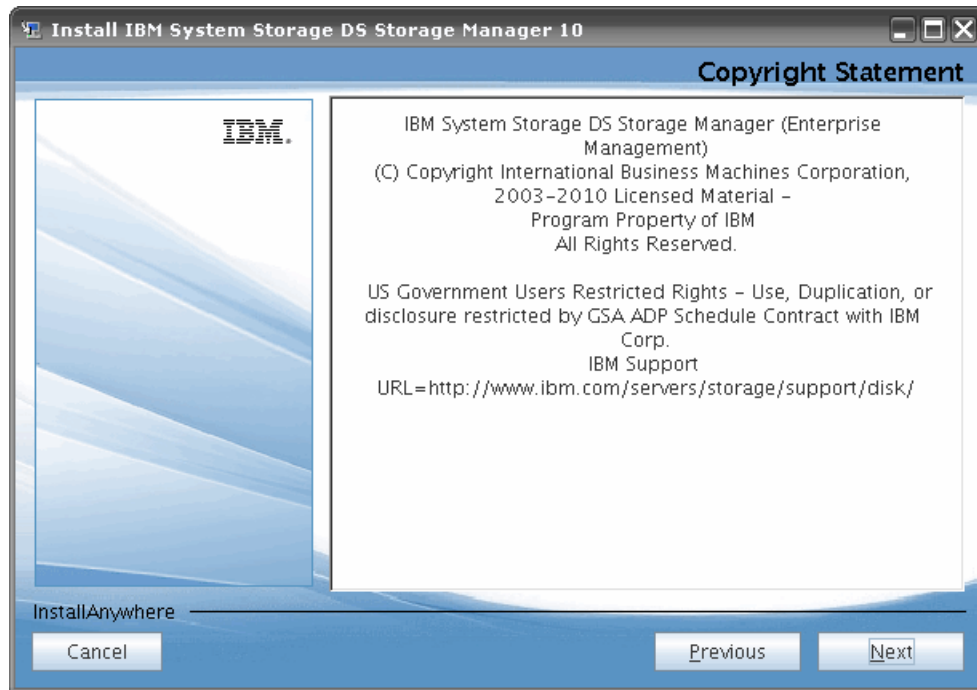 Install IBM System Storage DS Storage Manager 10
Copyright Statement
IBM.
IBM System Storage DS Storage Manager (Enterprise
Management)
(C) Copyright International Business Machines Corporation,
2003-2010 Licensed Material -
Program Property of IBM
All Rights Reserved.
US Government Users Restricted Rights - Use, Duplication, or
disclosure restricted by GSA ADP Schedule Contract with IBM
Corp.
IBM Support
URL=http://www.ibm.com/servers/storage/support/disk/
InstallAnywhere
Cancel
Previous
Next